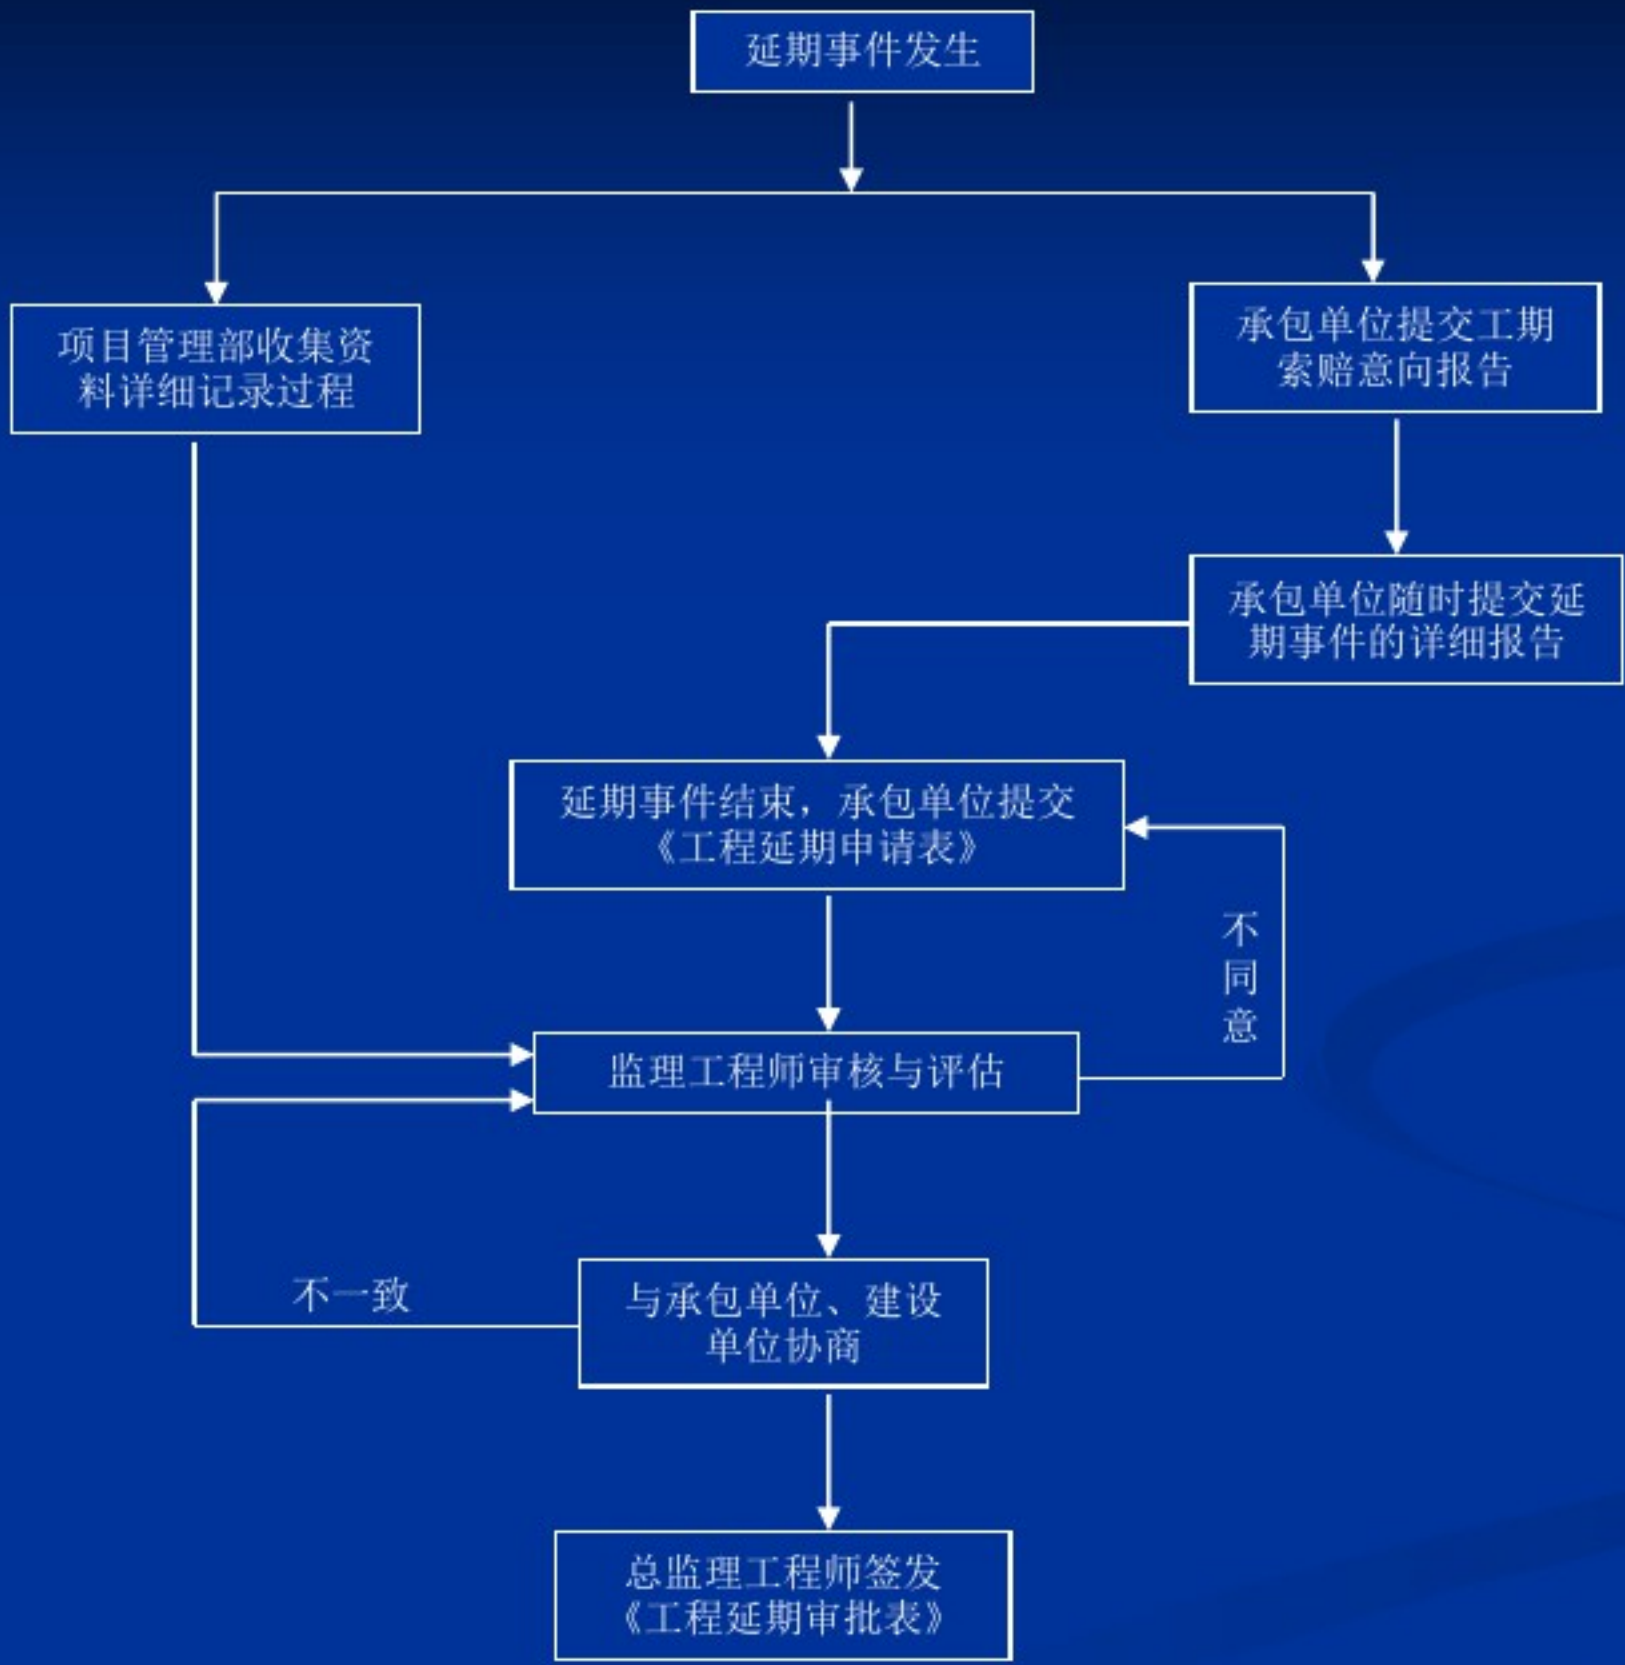 延期事件发生
项目管理部收集资
料详细记录过程
承包单位提交工期
索赔意向报告
承包单位随时提交延
期事件的详细报告
延期事件结束，承包单位提交
《工程延期申请表》
不
同
意
监理工程师审核与评估
不一致
与承包单位、建设
单位协商
总监理工程师签发
《工程延期审批表》